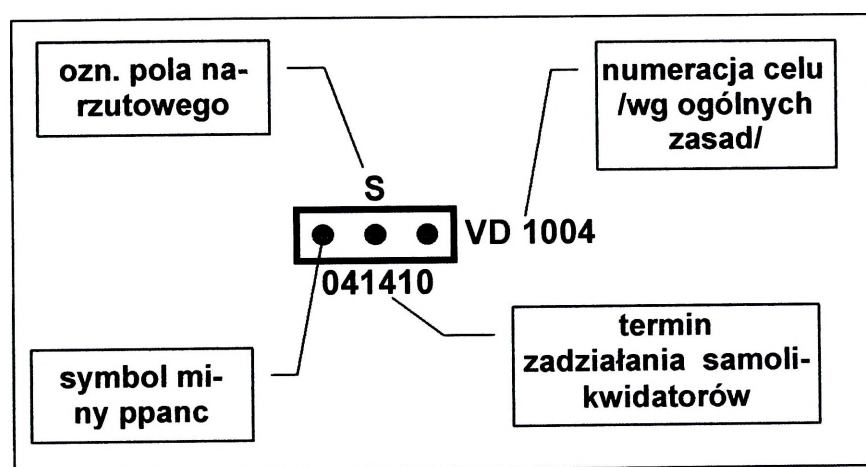 ozn. pola na-
rzutowego
numeracja celu
/wg ogólnych
zasad/
S
VD 1004
041410
symbol mi-
ny ppanc
termin
zadziałania samoli-
kwidatorów